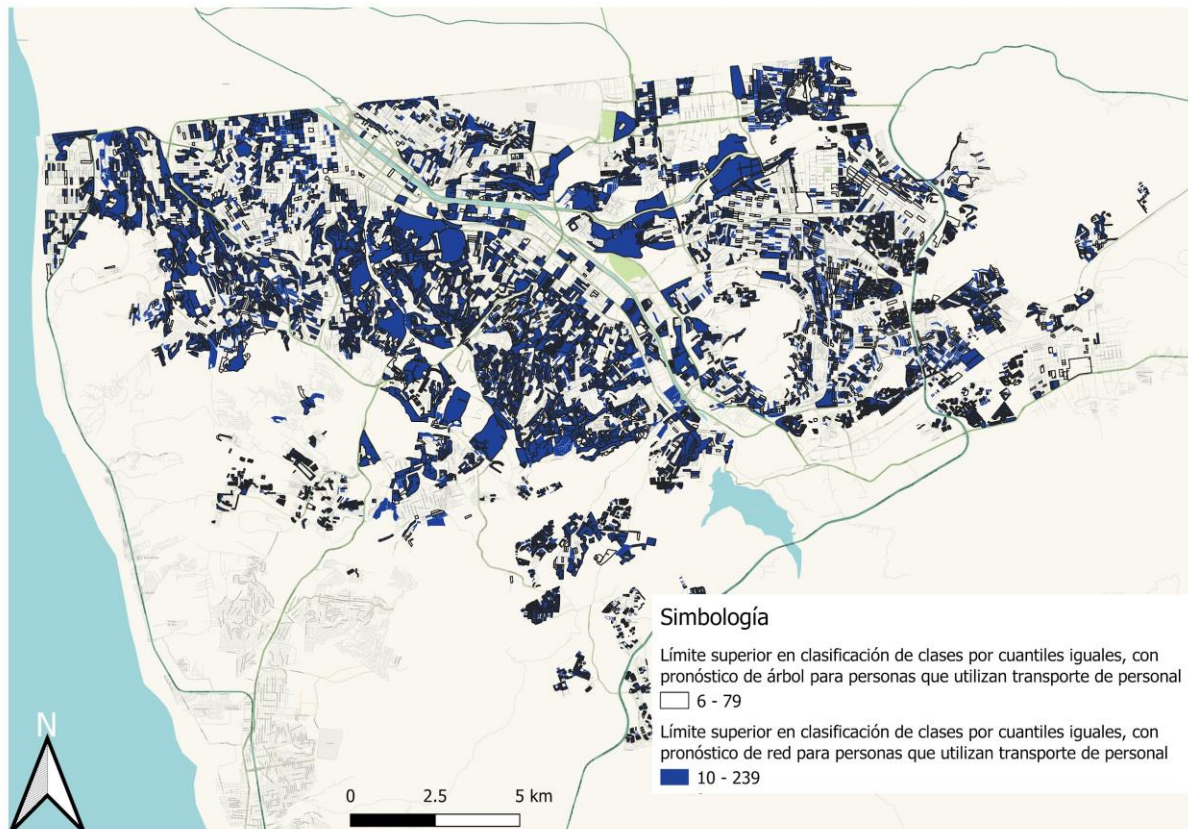 Simbología
Límite superior en clasificación de clases por cuantiles iguales, con
pronóstico de árbol para personas que utilizan transporte de personal
6 - 79
Límite superior en clasificación de clases por cuantiles iguales, con
pronóstico de red para personas que utilizan transporte de personal
10 - 239
N
0 2.5 5 km